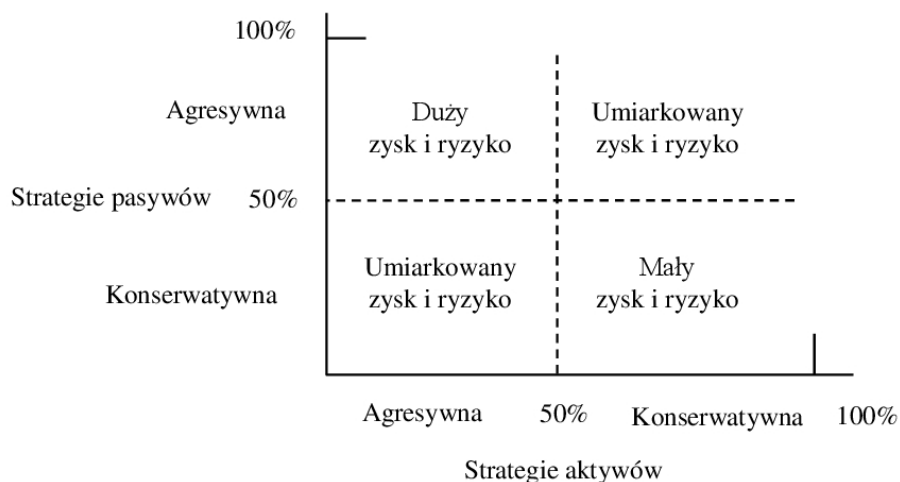 100%
Agresywna
Duży
zysk i ryzyko
Umiarkowany
zysk i ryzyko
Strategie pasywów
50%
Konserwatywna
Umiarkowany
zysk i ryzyko
Mały
zysk i ryzyko
Agresywna
50%
Konserwatywna
100%
Strategie aktywów